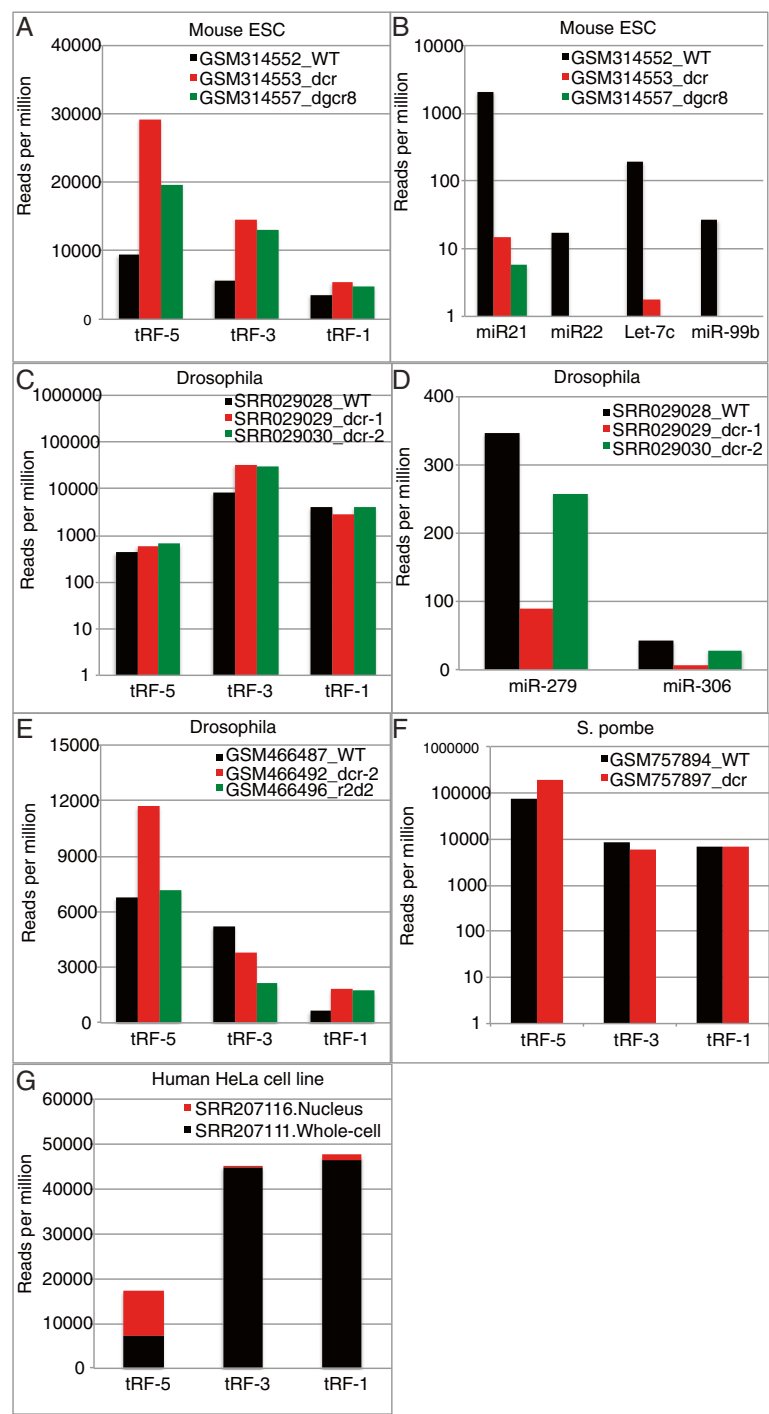 A
Mouse ESC
GSM314552_WT
GSM314553_dcr
GSM314557_dgcr8
Reads per million
40000
30000
20000
10000
0
tRF-5 tRF-3 tRF-1
B
Mouse ESC
GSM314552_WT
GSM314553_dcr
GSM314557_dgcr8
Reads per million
10000
1000
100
10
1
miR21 miR22 Let-7c miR-99b
C
Drosophila
SRR029028_WT
SRR029029_dcr-1
SRR029030_dcr-2
Reads per million
1000000
100000
10000
1000
100
10
1
tRF-5 tRF-3 tRF-1
D
Drosophila
SRR029028_WT
SRR029029_dcr-1
SRR029030_dcr-2
Reads per million
400
300
200
100
0
miR-279 miR-306
E
Drosophila
GSM466487_WT
GSM466492_dcr-2
GSM466496_r2d2
Reads per million
15000
12000
9000
6000
3000
0
tRF-5 tRF-3 tRF-1
F
S. pombe
GSM757894_WT
GSM757897_dcr
Reads per million
1000000
100000
10000
1000
100
10
1
tRF-5 tRF-3 tRF-1
G
Human HeLa cell line
SRR207116.Nucleus
SRR207111.Whole-cell
Reads per million
60000
50000
40000
30000
20000
10000
0
tRF-5 tRF-3 tRF-1